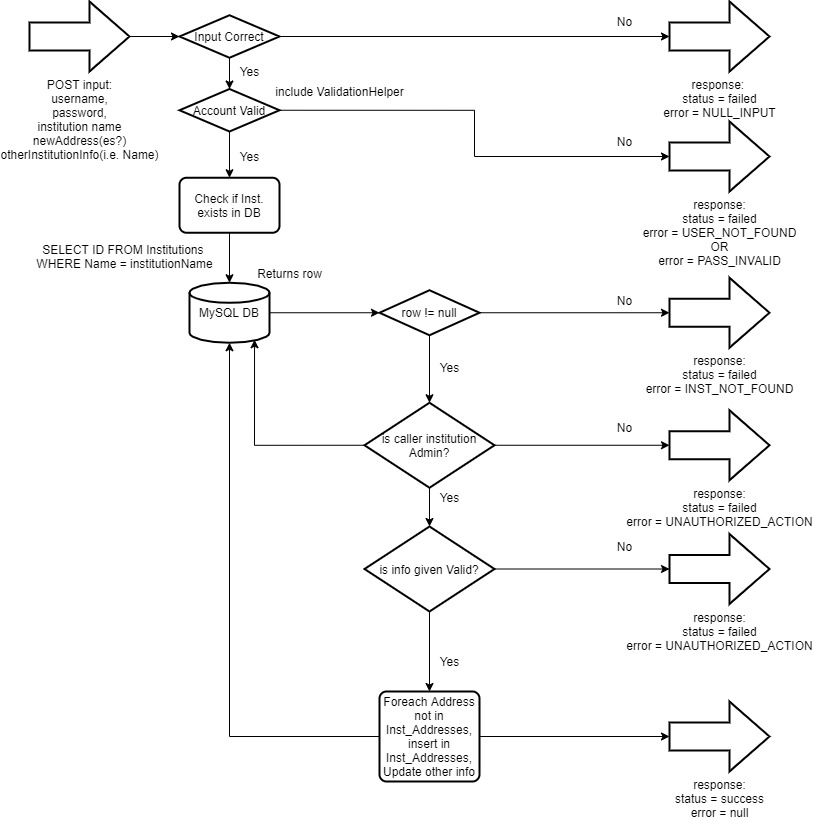 Input Correct
No
POST input:
username,
password,
institution name
newAddress(es?)
otherInstitutionInfo(i.e. Name)
Yes
response:
status = failed
error = NULL_INPUT
include ValidationHelper
Account Valid
No
Yes
Check if Inst.
exists in DB
response:
status = failed
error = USER_NOT_FOUND
OR
error = PASS_INVALID
SELECT ID FROM Institutions
WHERE Name = institutionName
Returns row
MySQL DB
row != null
No
Yes
response:
status = failed
error = INST_NOT_FOUND
is caller institution
Admin?
No
Yes
response:
status = failed
error = UNAUTHORIZED_ACTION
is info given Valid?
No
Yes
response:
status = failed
error = UNAUTHORIZED_ACTION
Foreach Address
not in
Inst_Addresses,
insert in
Inst_Addresses,
Update other info
response:
status = success
error = null